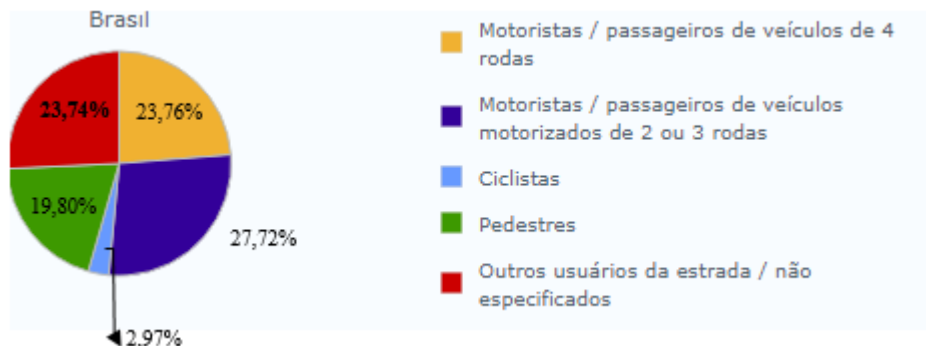 Brasil
23,74%
23,76%
19,80%
27,72%
2,97%
Motoristas / passageiros de veículos de 4
rodas
Motoristas / passageiros de veículos
motorizados de 2 ou 3 rodas
Ciclistas
Pedestres
Outros usuários da estrada / não
especificados